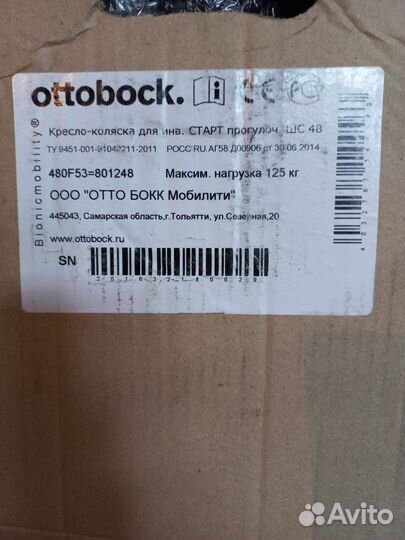 ottobock.
Bionicmobility®
Кресло-коляска для инв. СТАРТ прогулоч. ШС 48
ТУ 9451-001-91042211-2011 РОСС RU АГ58 Д00906 от 30.06.2014
480F53=801248 Максим. нагрузка 125 кг
ООО "ОТТО БОКК Мобилити"
445043, Самарская область,г.Тольятти, ул.Северная,20
www.ottobock.ru
SN
Avito